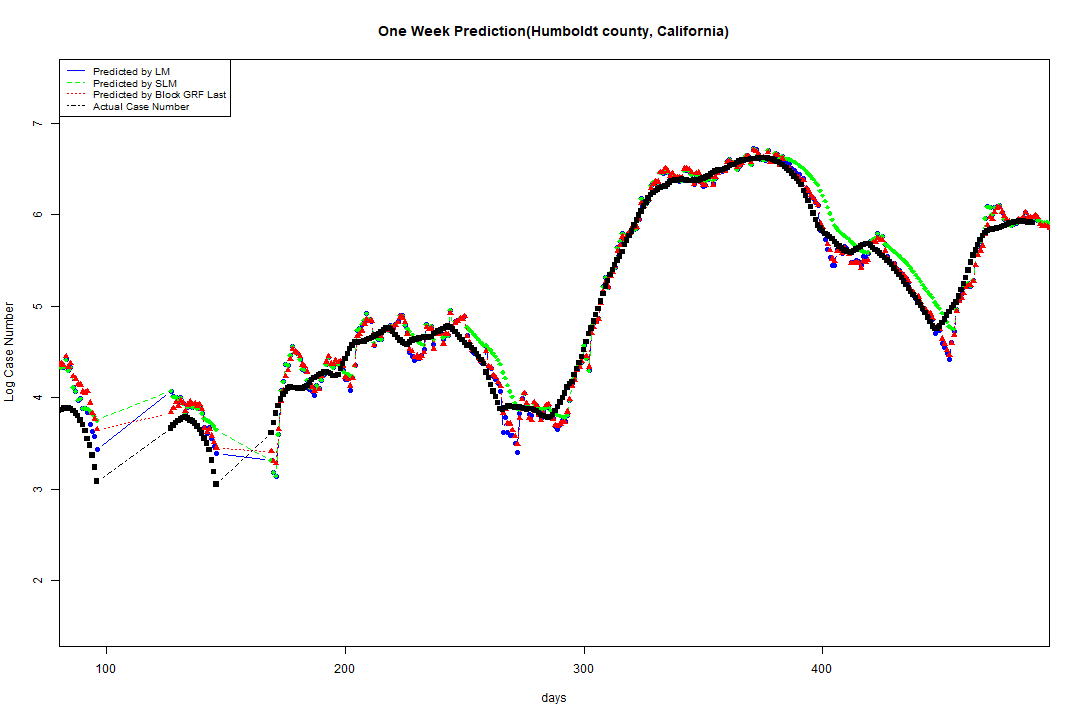 One Week Prediction(Humboldt county, California)
Predicted by LM
Predicted by SLM
Predicted by Block GRF Last
Actual Case Number
Log Case Number
7
6
5
4
3
2
100 200 300 400
days